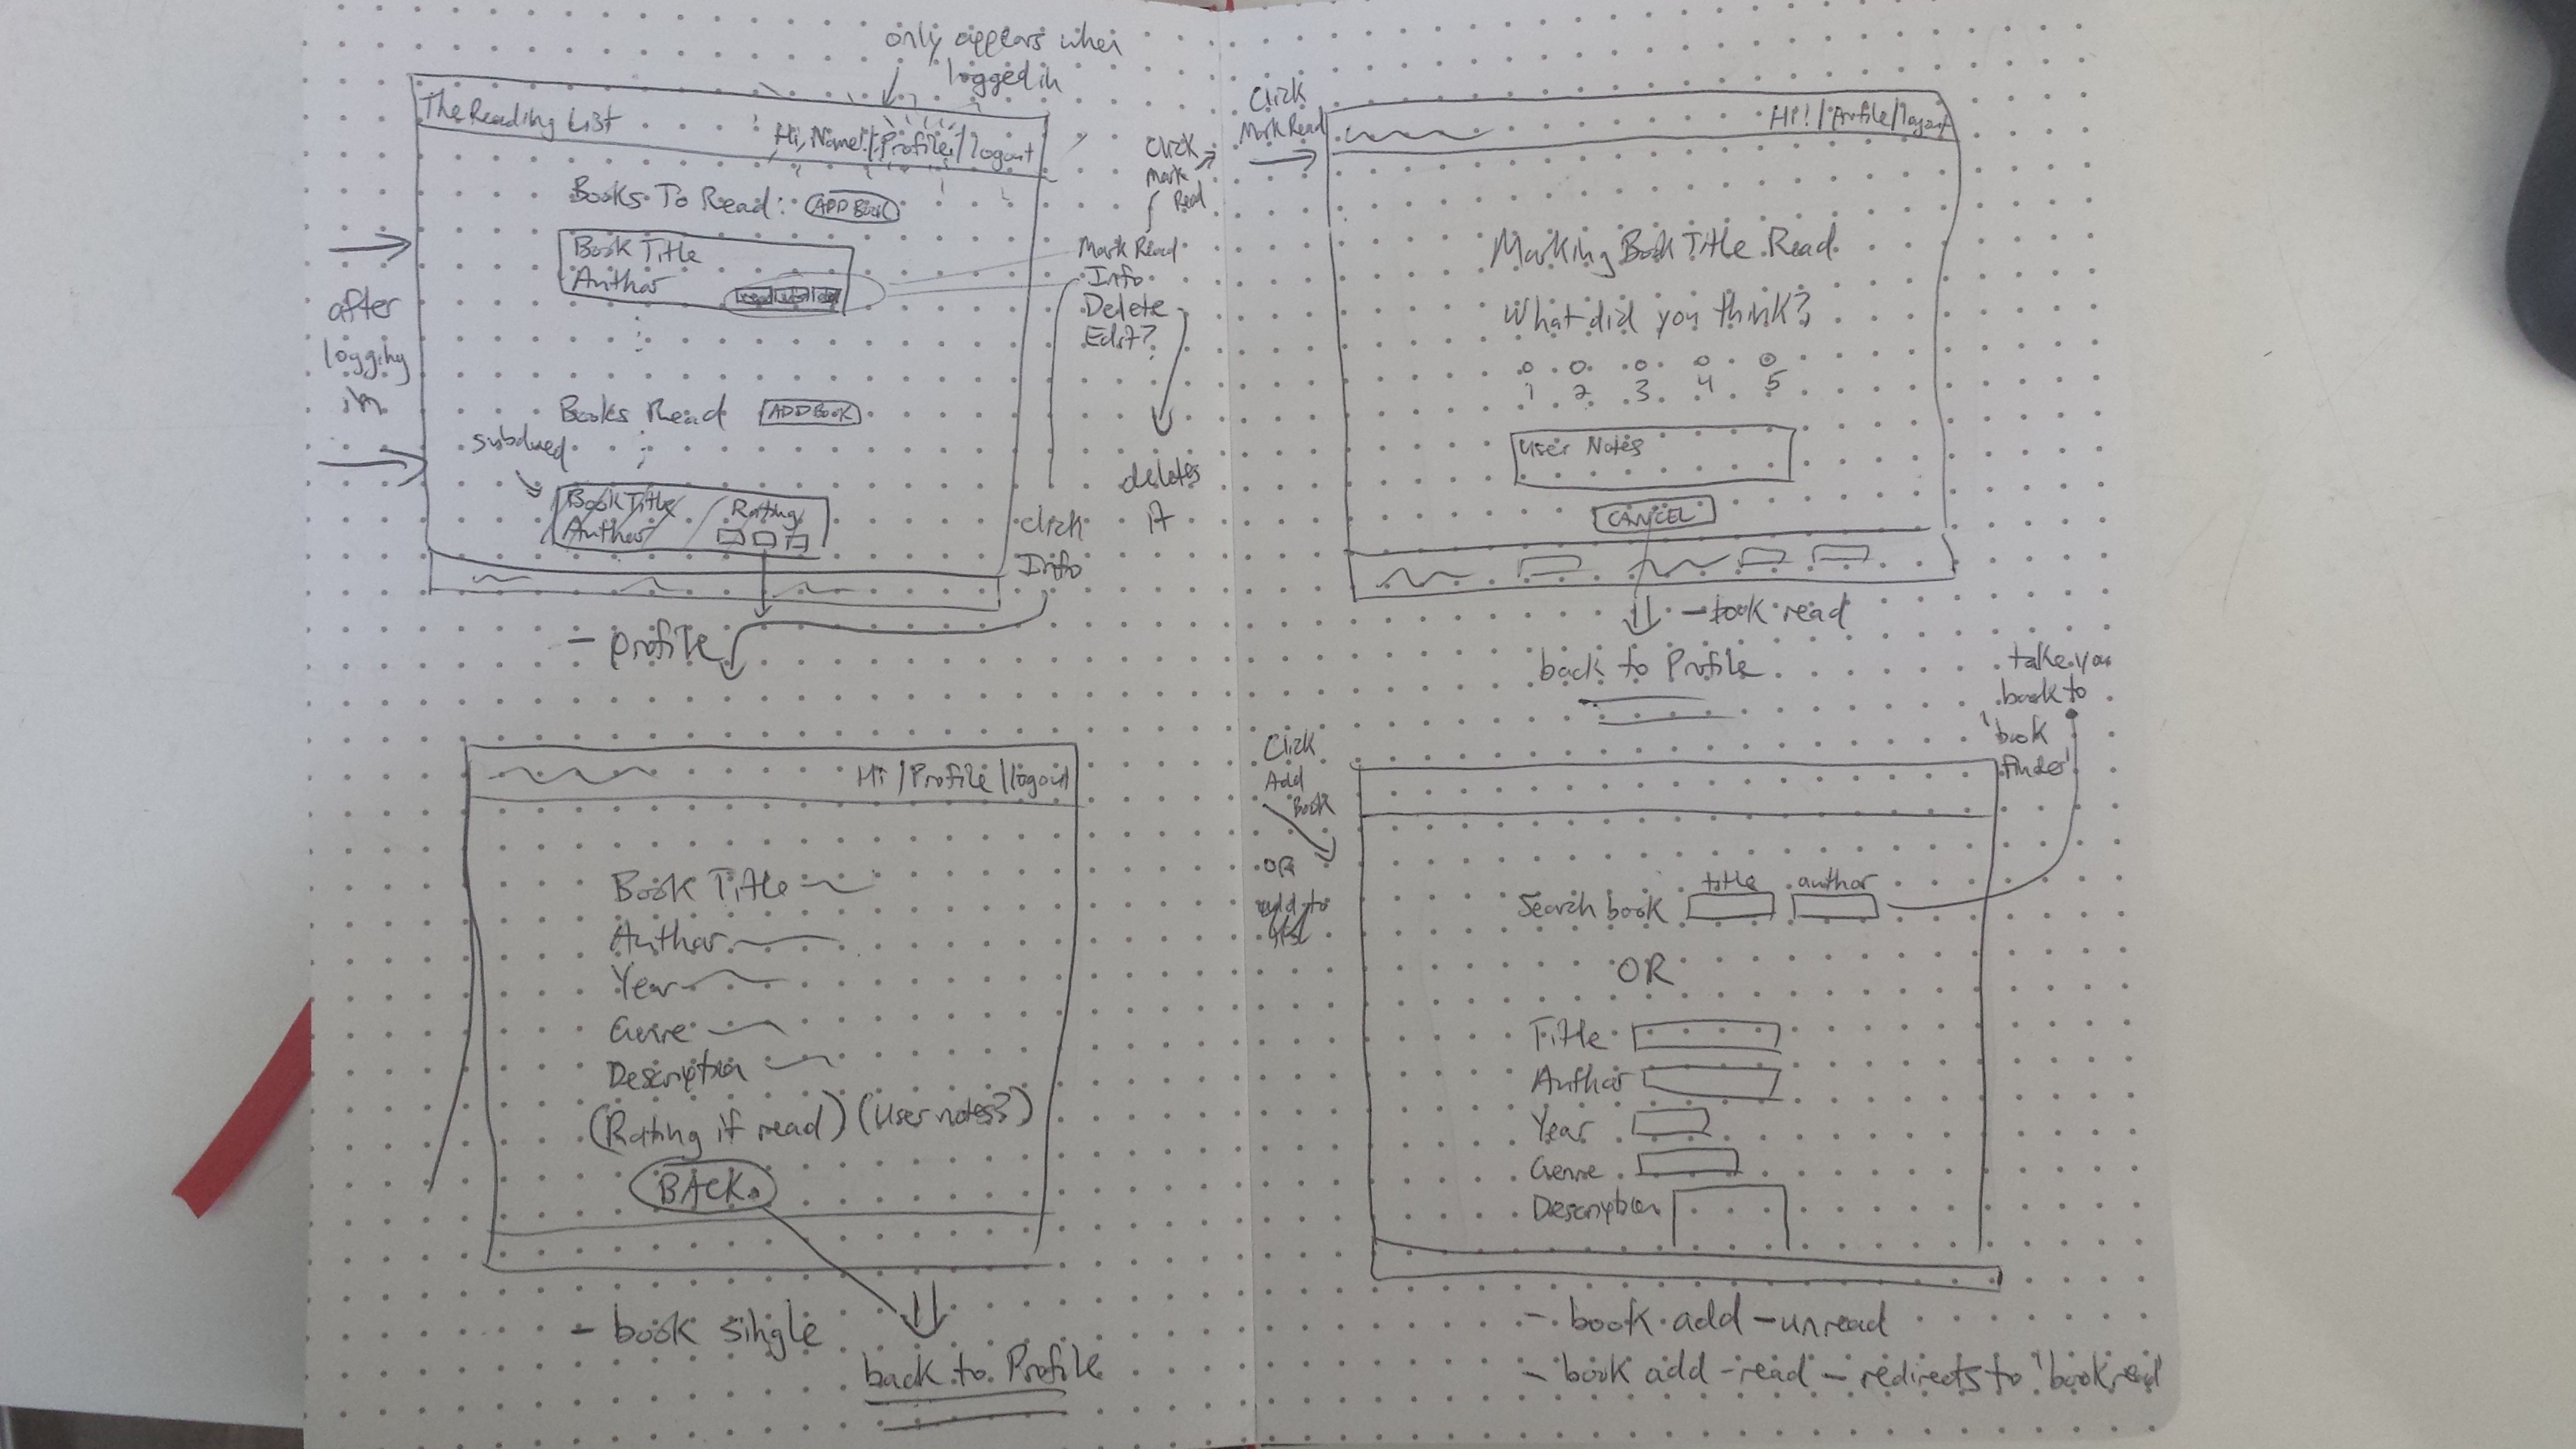 only appears when
logged in
The Reading List
Hi, Name! / Profile / logout
Books To Read:
ADD BOOK
Book Title
Author
after
logging
in
Books Read
ADD BOOK
subdued
Book Title
Author
Rating
- profile
Click
Mark
Read
Mark Read
Info
Delete
Edit?
deletes
it
click
Info
Click
Mark Read
Hi! / Profile / logout
Marking Book Title Read
What did you think?
1 2 3 4 5
User Notes
CANCEL
- book read
back to Profile
Hi / Profile / logout
Book Title
Author
Year
Genre
Description
(Rating if read) (User notes?)
BACK
- book single
back to Profile
Click
Add
Book
OR
add to
list
take you
back to
'book
finder'
title author
Search book
OR
Title
Author
Year
Genre
Description
- book add - unread
- book add - read - redirects to 'book read'